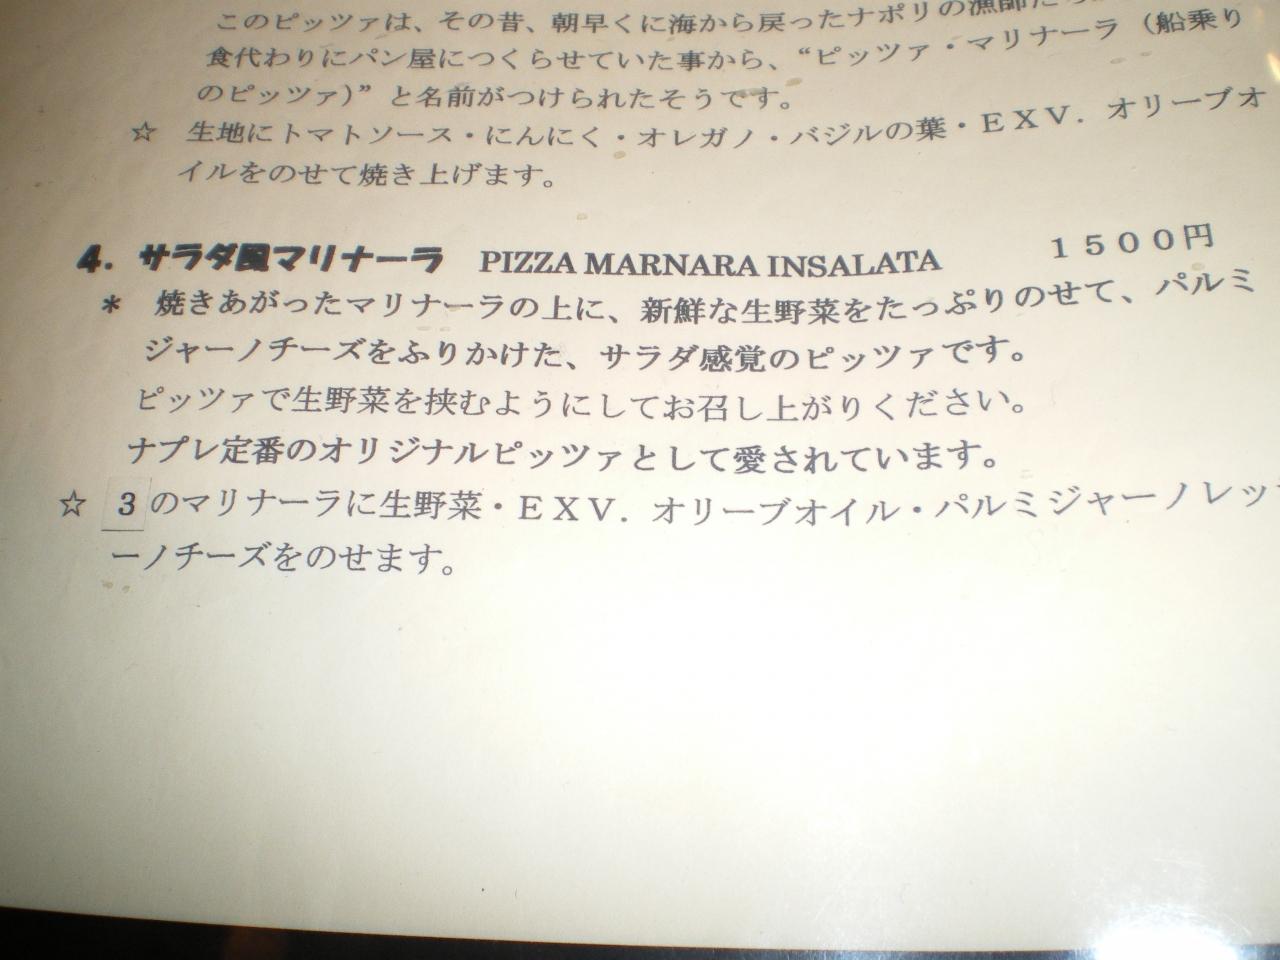 このピッツァは、その昔、朝早くに海から戻ったナポリの漁師た
食代わりにパン屋につくらせていた事から、“ピッツァ・マリナーラ（船乗り
のピッツァ）”と名前がつけられたそうです。
☆ 生地にトマトソース・にんにく・オレガノ・バジルの葉・ＥＸＶ．オリーブオ
イルをのせて焼き上げます。
4. サラダ風マリナーラ PIZZA MARNARA INSALATA １５００円
＊ 焼きあがったマリナーラの上に、新鮮な生野菜をたっぷりのせて、パルミ
ジャーノチーズをふりかけた、サラダ感覚のピッツァです。
ピッツァで生野菜を挟むようにしてお召し上がりください。
ナプレ定番のオリジナルピッツァとして愛されています。
☆ 3のマリナーラに生野菜・ＥＸＶ．オリーブオイル・パルミジャーノレッ
ーノチーズをのせます。